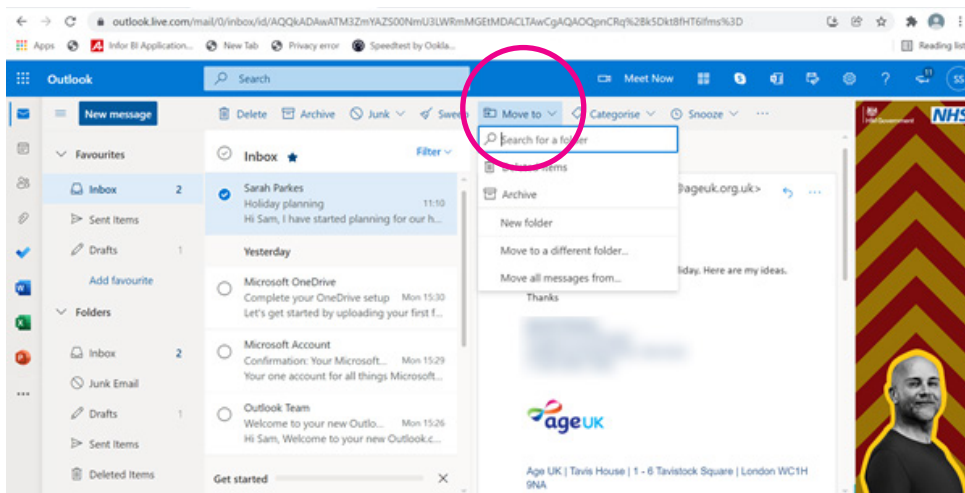 outlook.live.com/mail/0/inbox/id/AQQkADAwATM3ZmYAZS00NmU3LWRmMGEtMDACLTAwCgAQAOQpnCRq%2Bk5Dkt8fHT6Ifms%3D
Apps
Infor BI Application...
New Tab
Privacy error
Speedtest by Ookla...
Reading list
Outlook
Search
Meet Now
SS
New message
Delete
Archive
Junk
Sweep
Move to
Categorise
Snooze
Search for a folder
Deleted Items
Archive
New folder
Move to a different folder...
Move all messages from...
Favourites
Inbox 2
Sent Items
Drafts 1
Add favourite
Folders
Inbox 2
Junk Email
Drafts 1
Sent Items
Deleted Items
Inbox
Filter
Sarah Parkes
Holiday planning 11:10
Hi Sam, I have started planning for our h...
Yesterday
Microsoft OneDrive
Complete your OneDrive setup Mon 15:30
Let's get started by uploading your first f...
Microsoft Account
Confirmation: Your Microsoft... Mon 15:29
Your one account for all things Microsoft...
Outlook Team
Welcome to your new Outlo... Mon 15:26
Hi Sam, Welcome to your new Outlook.c...
Get started
@ageuk.org.uk>
liday. Here are my ideas.
Thanks
age UK
Age UK | Tavis House | 1 - 6 Tavistock Square | London WC1H
9NA
HM Government
NHS